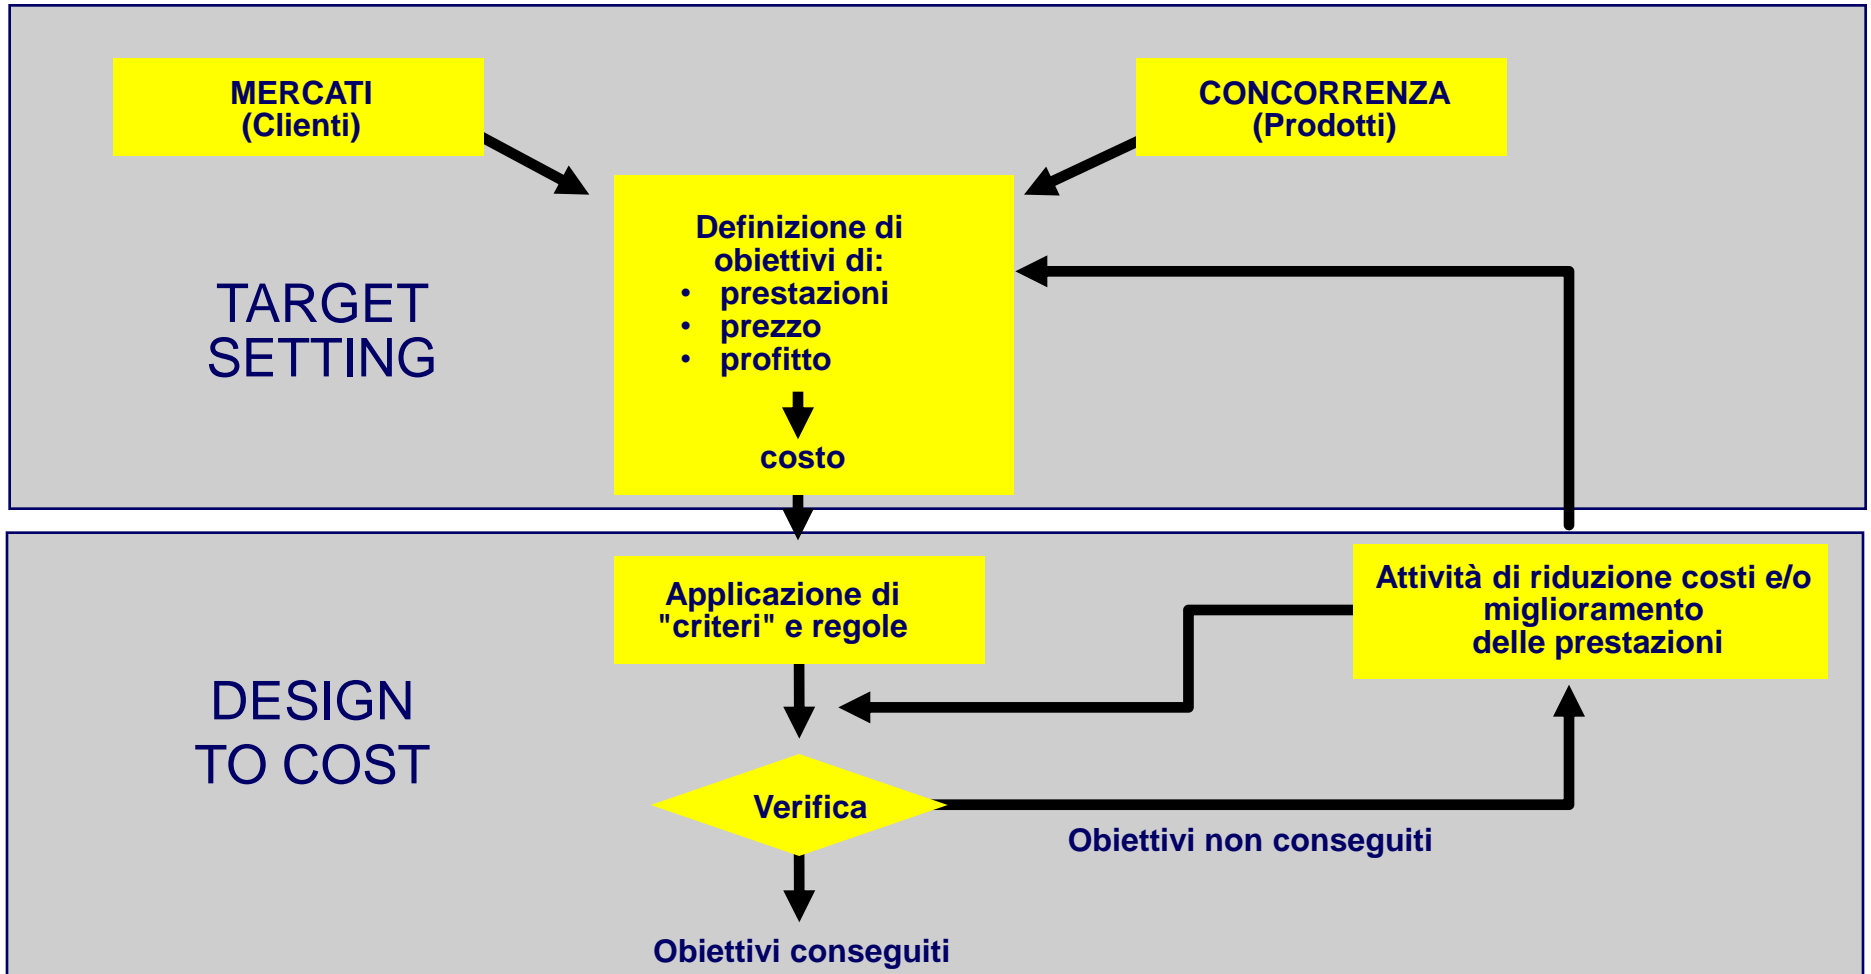 MERCATI
(Clienti)
CONCORRENZA
(Prodotti)
TARGET
SETTING
Definizione di
obiettivi di:
• prestazioni
• prezzo
• profitto
costo
DESIGN
TO COST
Applicazione di
"criteri" e regole
Attività di riduzione costi e/o
miglioramento
delle prestazioni
Verifica
Obiettivi non conseguiti
Obiettivi conseguiti